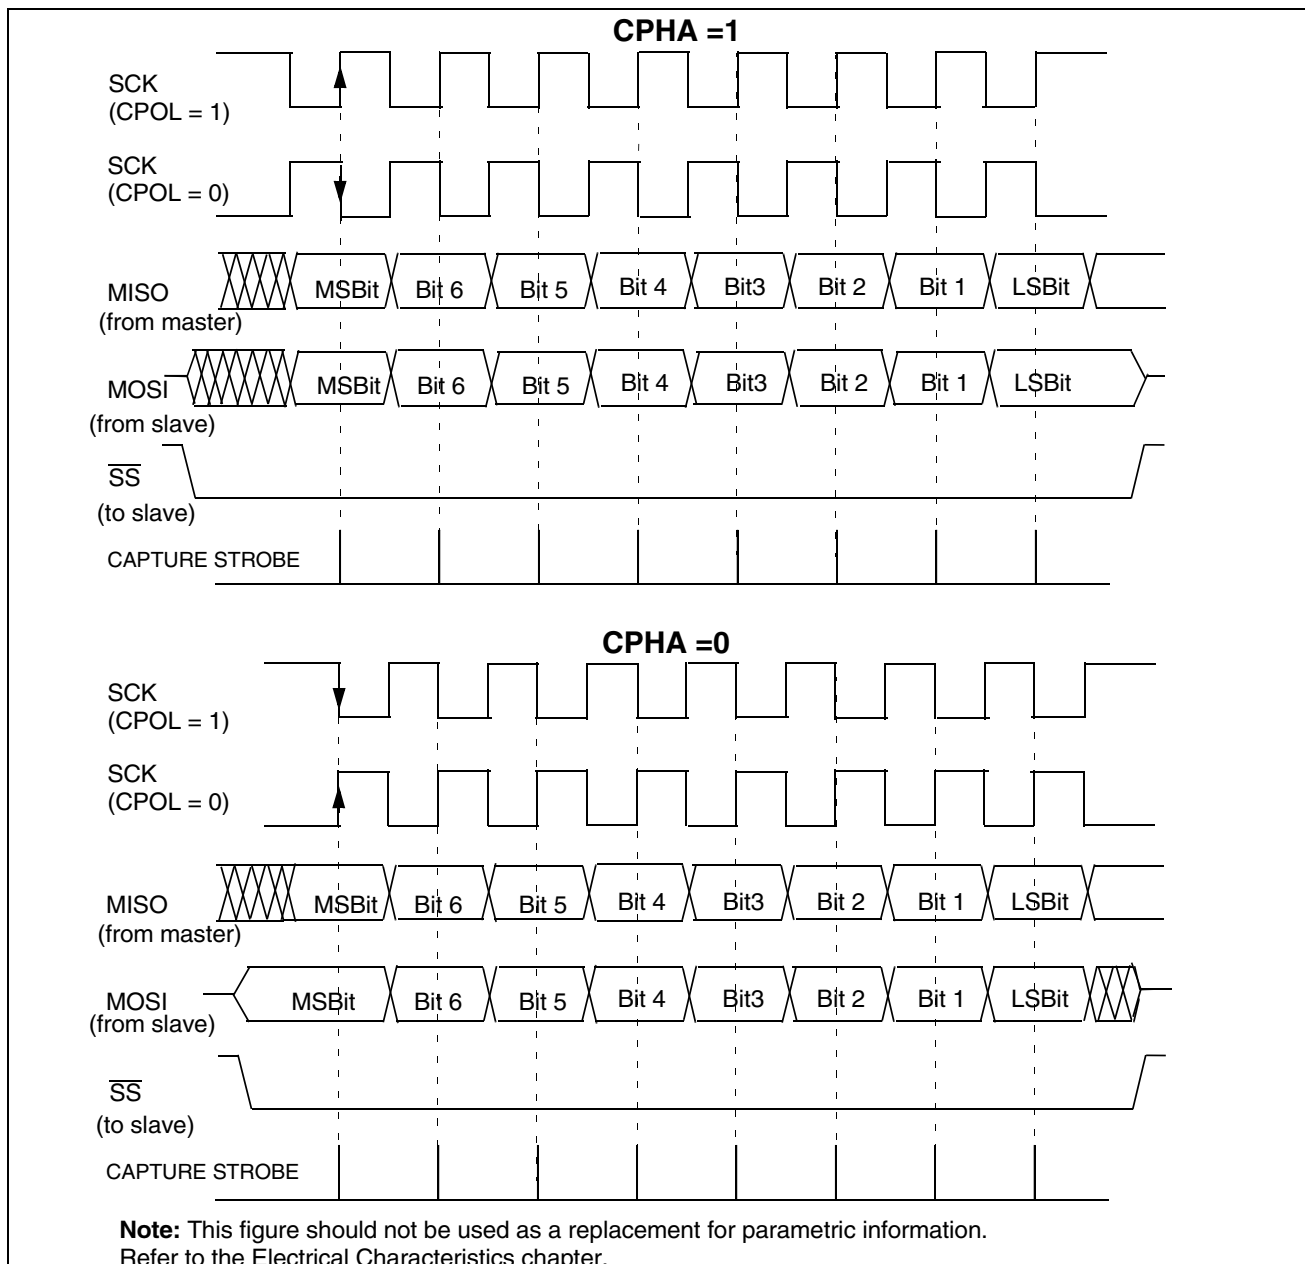 CPHA =1
SCK
(CPOL = 1)
SCK
(CPOL = 0)
MISO
(from master)
MSBit Bit 6 Bit 5 Bit 4 Bit3 Bit 2 Bit 1 LSBit
MOSI
(from slave)
MSBit Bit 6 Bit 5 Bit 4 Bit3 Bit 2 Bit 1 LSBit
SS
(to slave)
CAPTURE STROBE
CPHA =0
SCK
(CPOL = 1)
SCK
(CPOL = 0)
MISO
(from master)
MSBit Bit 6 Bit 5 Bit 4 Bit3 Bit 2 Bit 1 LSBit
MOSI
(from slave)
MSBit Bit 6 Bit 5 Bit 4 Bit3 Bit 2 Bit 1 LSBit
SS
(to slave)
CAPTURE STROBE
Note: This figure should not be used as a replacement for parametric information.
Refer to the Electrical Characteristics chapter.